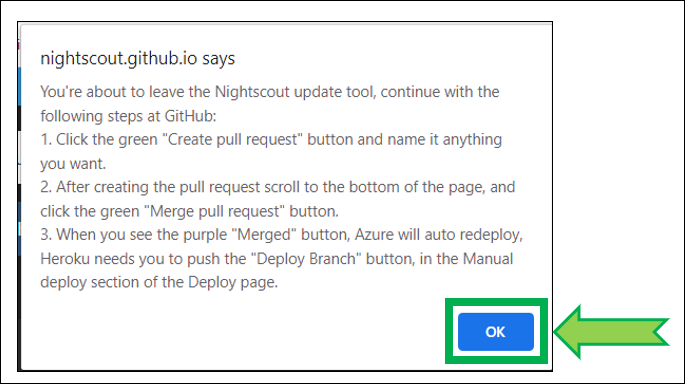 nightscout.github.io says
You're about to leave the Nightscout update tool, continue with the
following steps at GitHub:
1. Click the green "Create pull request" button and name it anything
you want.
2. After creating the pull request scroll to the bottom of the page, and
click the green "Merge pull request" button.
3. When you see the purple "Merged" button, Azure will auto redeploy,
Heroku needs you to push the "Deploy Branch" button, in the Manual
deploy section of the Deploy page.
OK